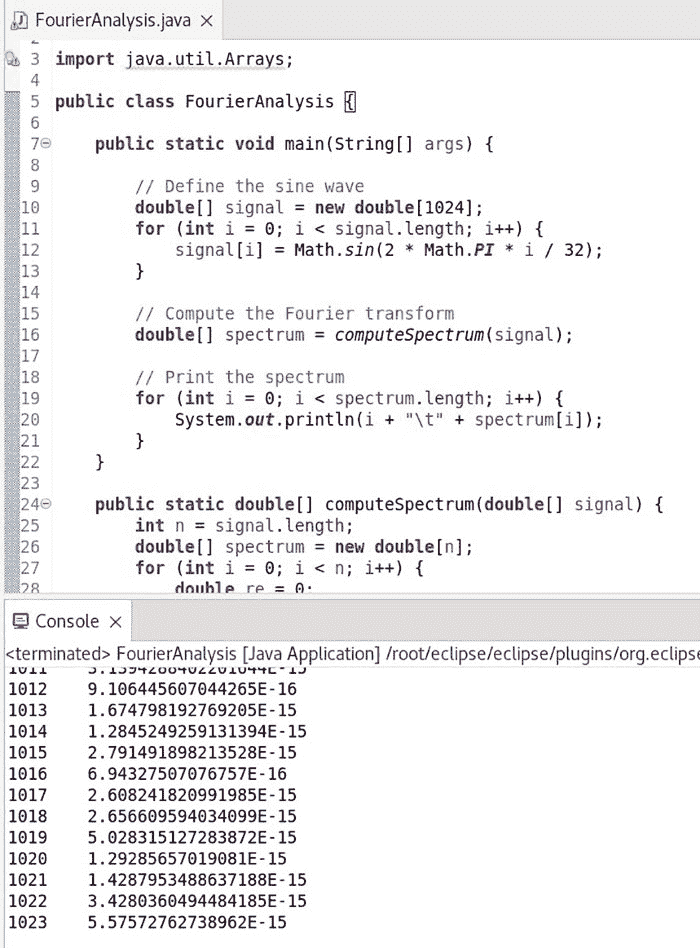 FourierAnalysis.java
3 import java.util.Arrays;
4
5 public class FourierAnalysis {
6
7 public static void main(String[] args) {
8
9 // Define the sine wave
10 double[] signal = new double[1024];
11 for (int i = 0; i < signal.length; i++) {
12 signal[i] = Math.sin(2 * Math.PI * i / 32);
13 }
14
15 // Compute the Fourier transform
16 double[] spectrum = computeSpectrum(signal);
17
18 // Print the spectrum
19 for (int i = 0; i < spectrum.length; i++) {
20 System.out.println(i + "\t" + spectrum[i]);
21 }
22 }
23
24 public static double[] computeSpectrum(double[] signal) {
25 int n = signal.length;
26 double[] spectrum = new double[n];
27 for (int i = 0; i < n; i++) {
28 double re = 0;
Console
<terminated> FourierAnalysis [Java Application] /root/eclipse/eclipse/plugins/org.eclipse
1011
1012 9.106445607044265E-16
1013 1.674798192769205E-15
1014 1.2845249259131394E-15
1015 2.791491898213528E-15
1016 6.94327507076757E-16
1017 2.608241820991985E-15
1018 2.656609594034099E-15
1019 5.028315127283872E-15
1020 1.29285657019081E-15
1021 1.4287953488637188E-15
1022 3.4280360494484185E-15
1023 5.57572762738962E-15